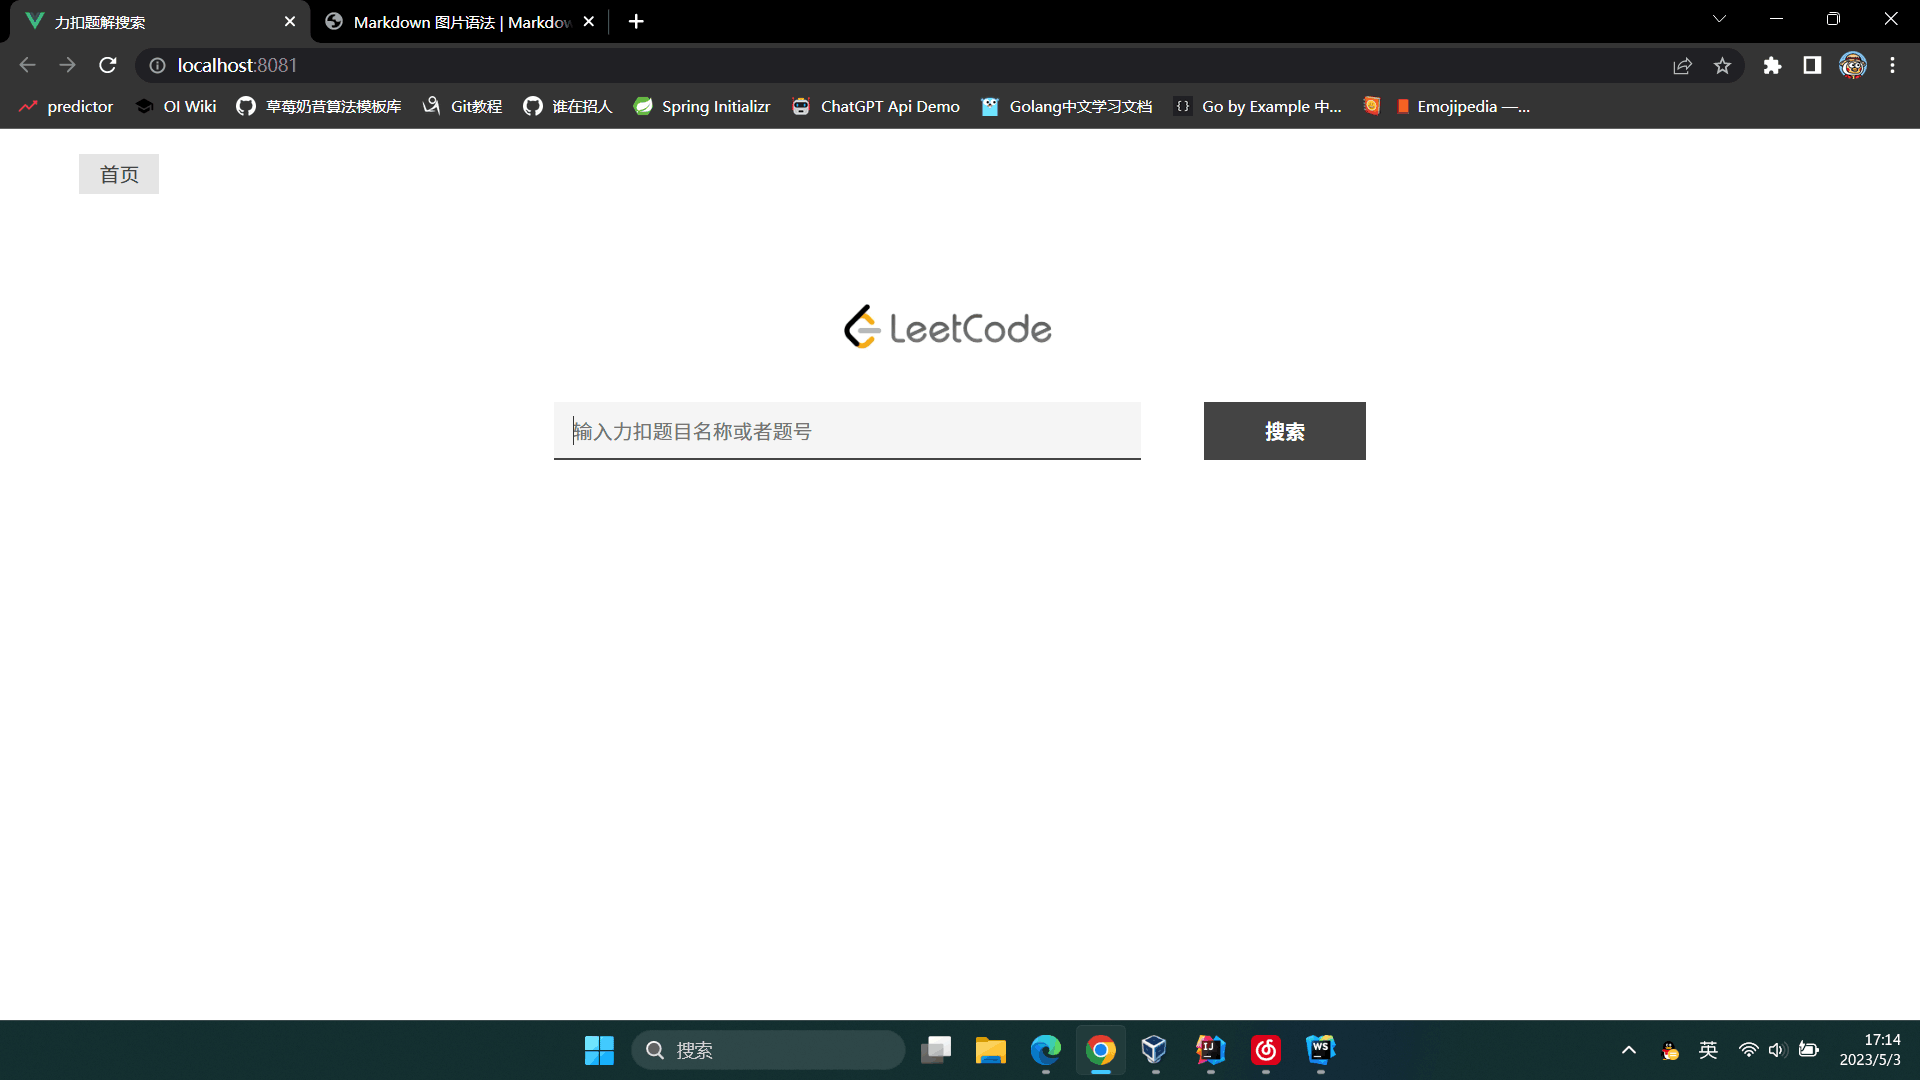 力扣题解搜索
Markdown 图片语法 | Markdow
localhost:8081
predictor
OI Wiki
草莓奶昔算法模板库
Git教程
谁在招人
Spring Initializr
ChatGPT Api Demo
Golang中文学习文档
Go by Example 中...
Emojipedia —...
首页
LeetCode
输入力扣题目名称或者题号
搜索
搜索
IJ
WS
英
17:14
2023/5/3